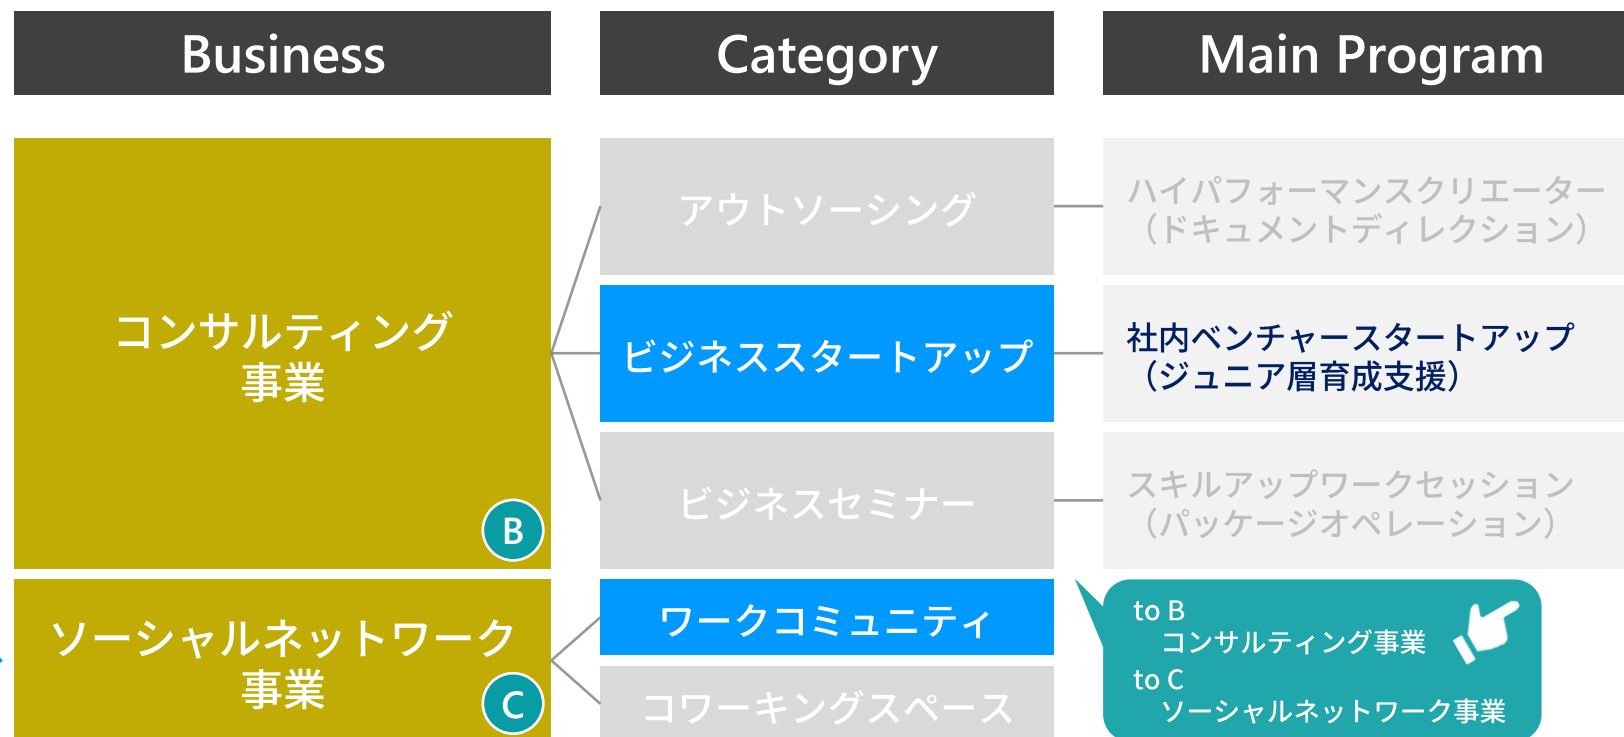 Business
Category
Main Program
コンサルティング
事業
B
アウトソーシング
ハイパフォーマンスクリエーター
（ドキュメントディレクション）
ビジネススタートアップ
社内ベンチャースタートアップ
（ジュニア層育成支援）
ビジネスセミナー
スキルアップワークセッション
（パッケージオペレーション）
ソーシャルネットワーク
事業
C
ワークコミュニティ
コワーキングスペース
to B
コンサルティング事業
to C
ソーシャルネットワーク事業